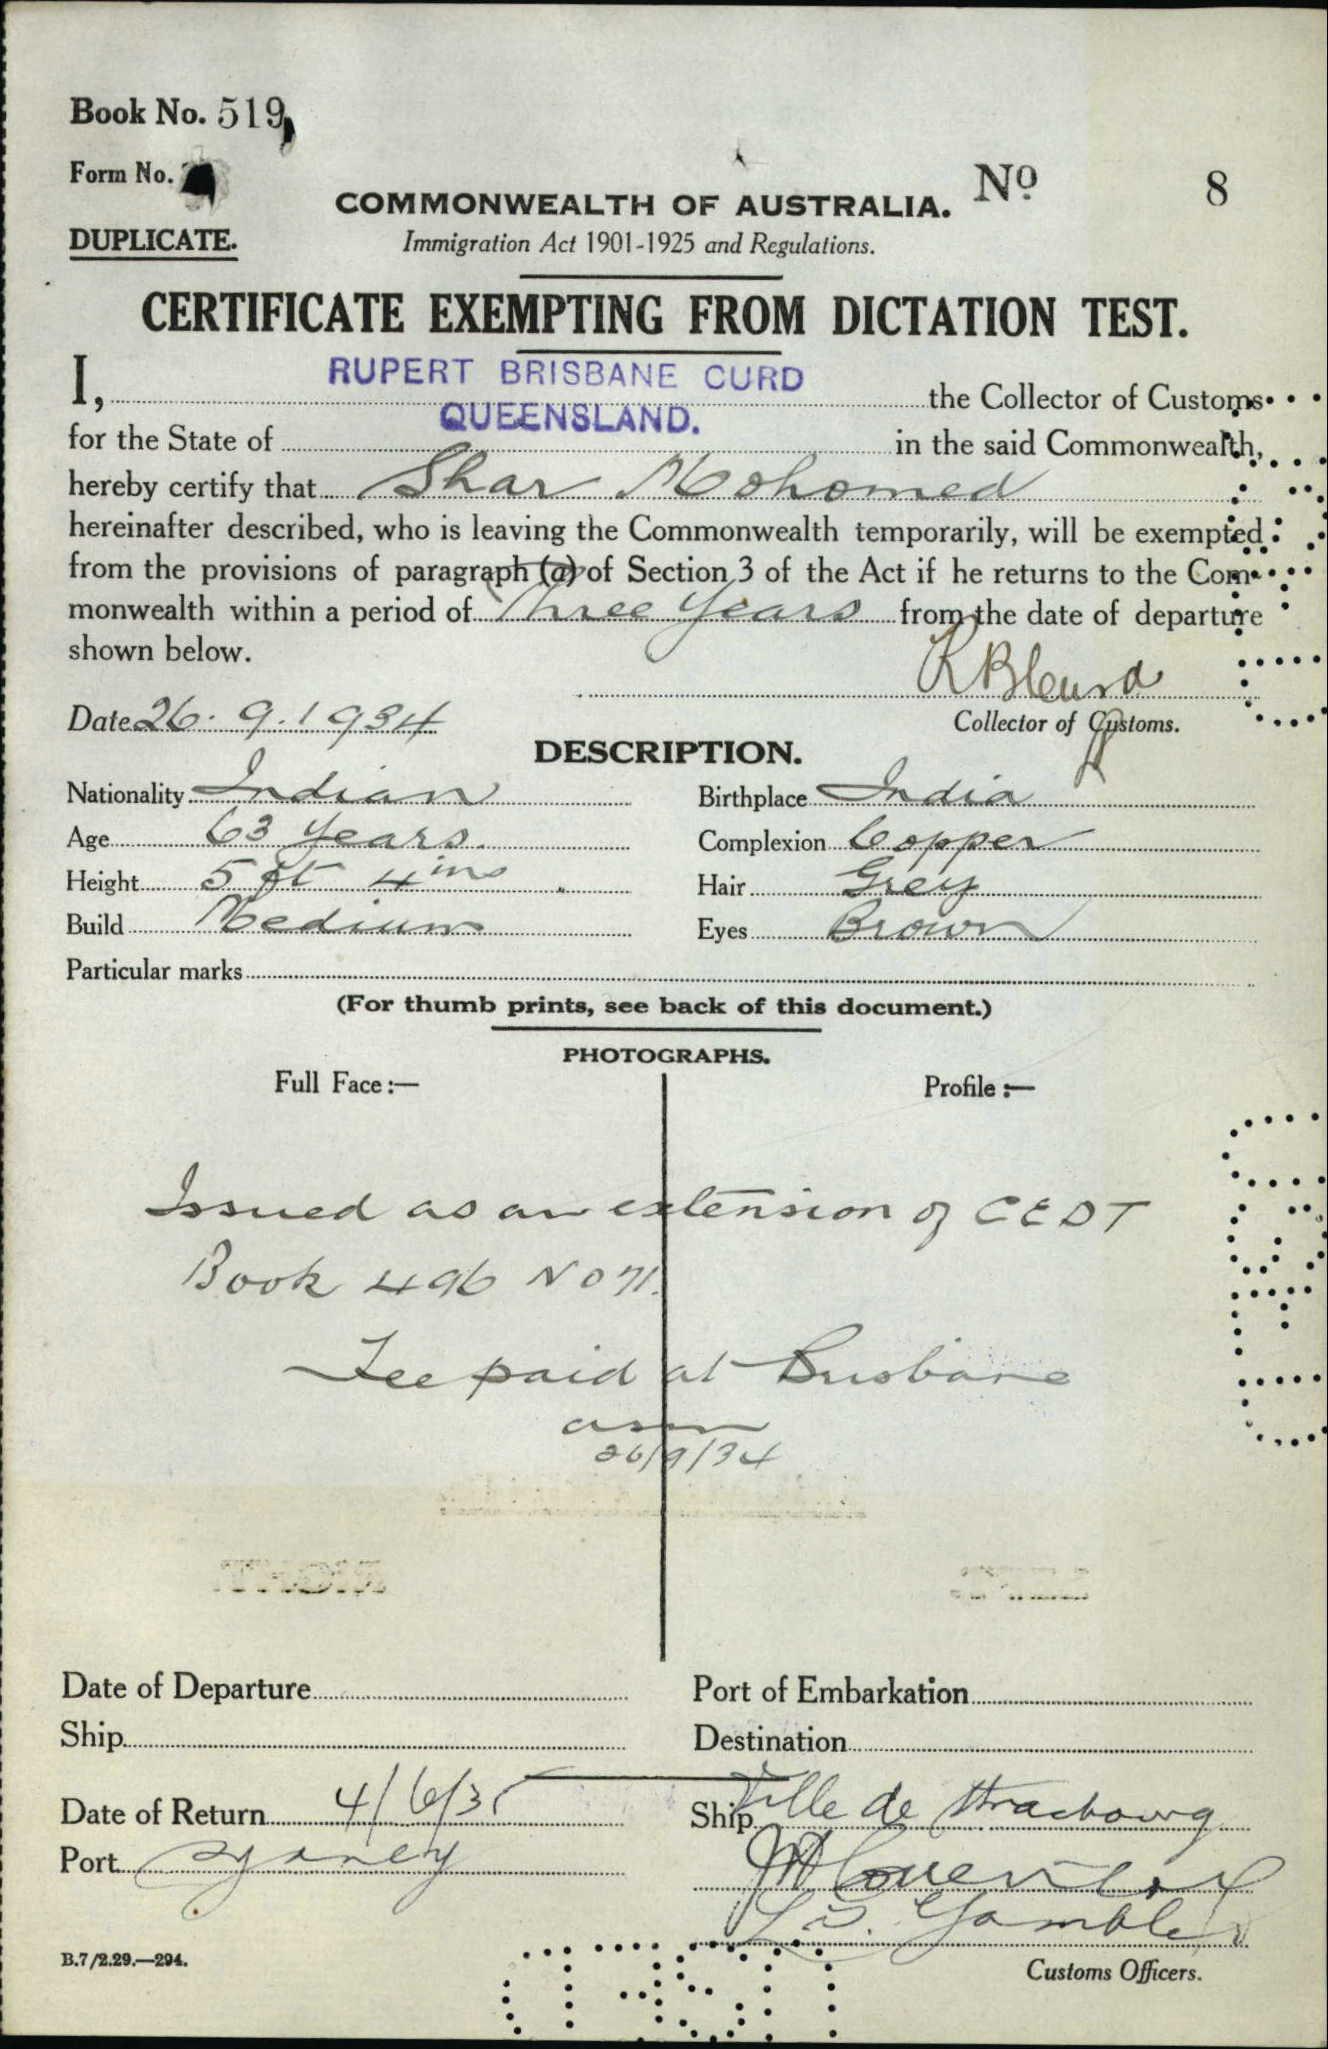 Book No. 519
Form No.
DUPLICATE.
COMMONWEALTH OF AUSTRALIA.
No 8
Immigration Act 1901-1925 and Regulations.
CERTIFICATE EXEMPTING FROM DICTATION TEST.
I, RUPERT BRISBANE CURD the Collector of Customs
for the State of QUEENSLAND. in the said Commonwealth,
hereby certify that Shar Mohomed
hereinafter described, who is leaving the Commonwealth temporarily, will be exempted
from the provisions of paragraph (a) of Section 3 of the Act if he returns to the Com-
monwealth within a period of Three Years from the date of departure
shown below.
R B Curd
Date 26.9.1934 Collector of Customs.
DESCRIPTION.
Nationality Indian Birthplace India
Age 63 years. Complexion Copper
Height 5 ft 4 ins Hair Grey
Build Medium Eyes Brown
Particular marks
(For thumb prints, see back of this document.)
PHOTOGRAPHS.
Full Face :— Profile :—
Issued as an extension of CEDT
Book 496 No 71.
Fee paid at Brisbane
26/9/34
Date of Departure Port of Embarkation
Ship Destination
Date of Return 4/6/35 Ship Ville de Strasbourg
Port Sydney
L S. Gambler
B.7/2.29.—294. Customs Officers.